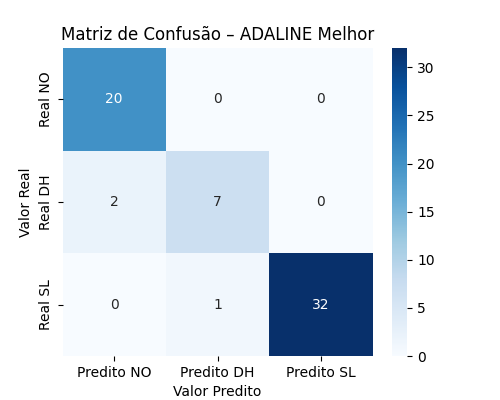 Matriz de Confusão – ADALINE Melhor
Valor Real
Real NO
20
0
0
Real DH
2
7
0
Real SL
0
1
32
Predito NO
Predito DH
Predito SL
Valor Predito
30
25
20
15
10
5
0